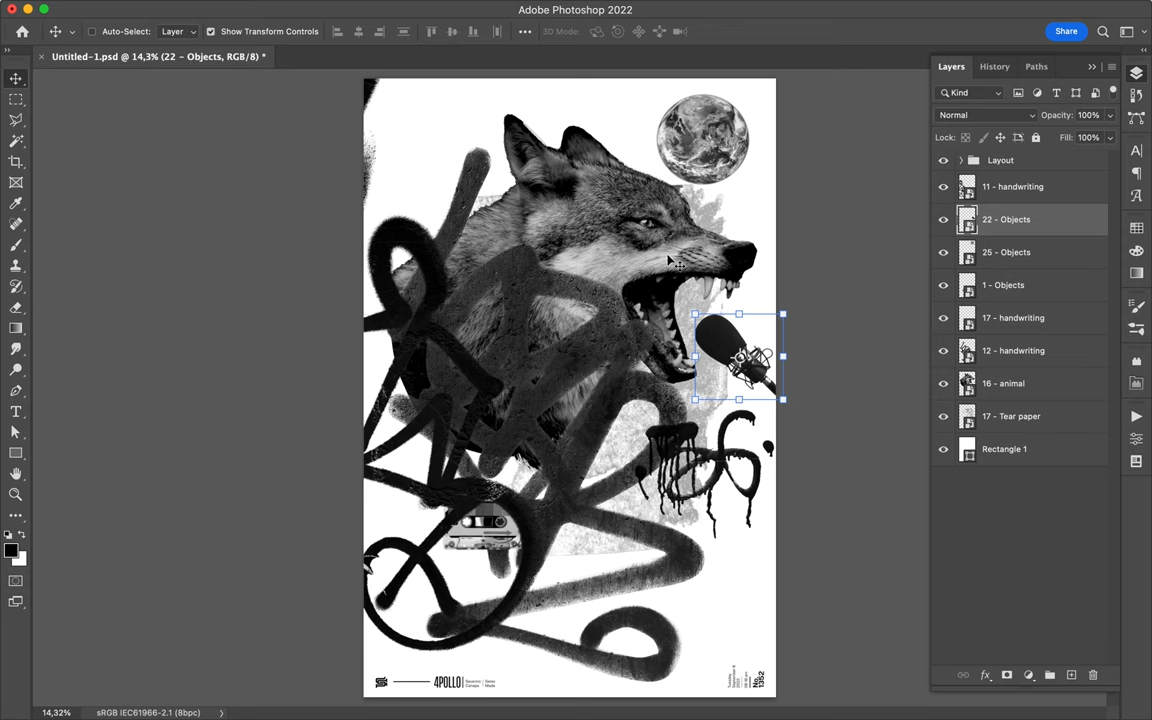 Adobe Photoshop 2022
Auto-Select: Layer Show Transform Controls 3D Mode: Share
Untitled-1.psd @ 14,3% (22 - Objects, RGB/8) *
Layers History Paths
Kind
Normal Opacity: 100%
Lock: Fill: 100%
Layout
11 - handwriting
22 - Objects
25 - Objects
1 - Objects
17 - handwriting
12 - handwriting
16 - animal
17 - Tear paper
Rectangle 1
4POLLO
No. 1352
14,32% sRGB IEC61966-2.1 (8bpc)